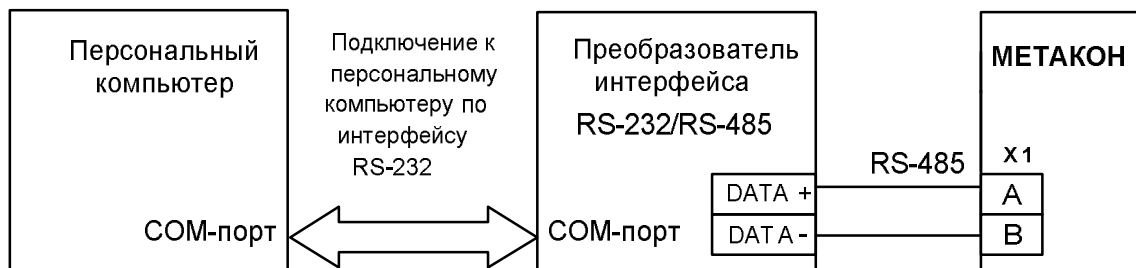 Персональный
компьютер
COM-порт
Подключение к
персональному
компьютеру по
интерфейсу
RS-232
Преобразователь
интерфейса
RS-232/RS-485
COM-порт
DATA +
DATA -
RS-485
МЕТАКОН
X1
A
B